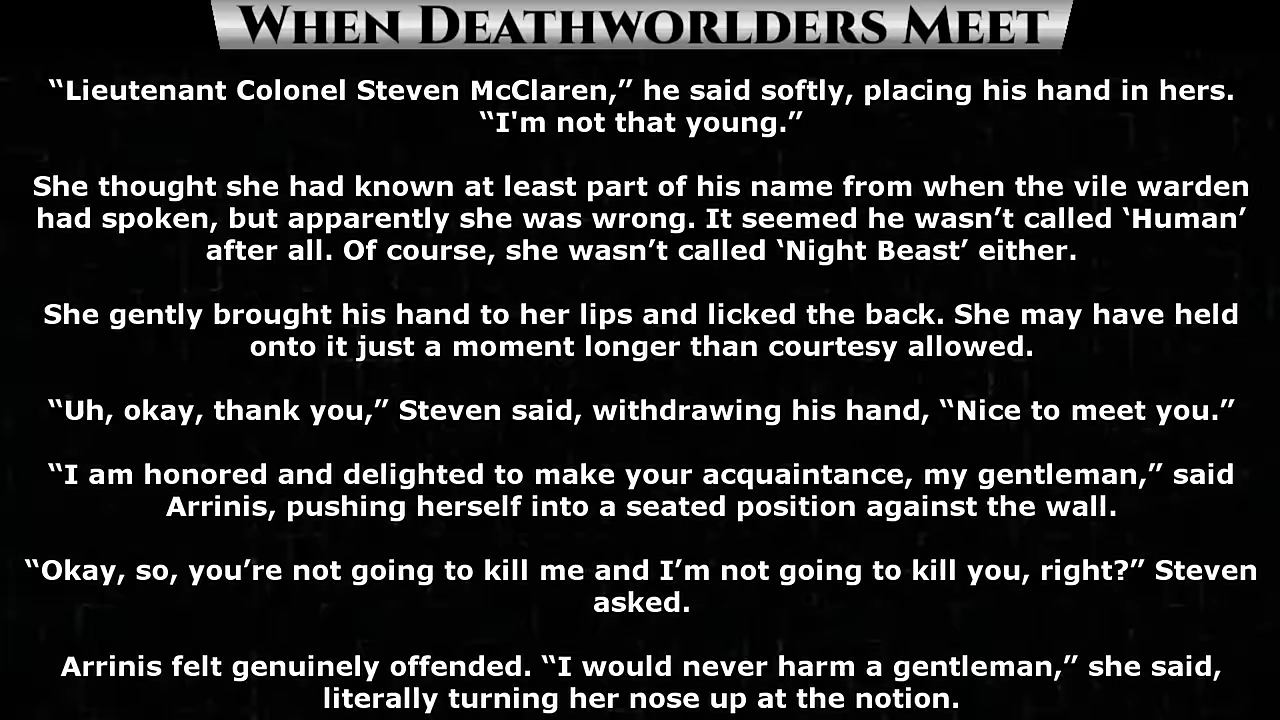 When Deathworlders Meet
“Lieutenant Colonel Steven McClaren,” he said softly, placing his hand in hers.
“I'm not that young.”
She thought she had known at least part of his name from when the vile warden
had spoken, but apparently she was wrong. It seemed he wasn’t called ‘Human’
after all. Of course, she wasn’t called ‘Night Beast’ either.
She gently brought his hand to her lips and licked the back. She may have held
onto it just a moment longer than courtesy allowed.
“Uh, okay, thank you,” Steven said, withdrawing his hand, “Nice to meet you.”
“I am honored and delighted to make your acquaintance, my gentleman,” said
Arrinis, pushing herself into a seated position against the wall.
“Okay, so, you’re not going to kill me and I’m not going to kill you, right?” Steven
asked.
Arrinis felt genuinely offended. “I would never harm a gentleman,” she said,
literally turning her nose up at the notion.